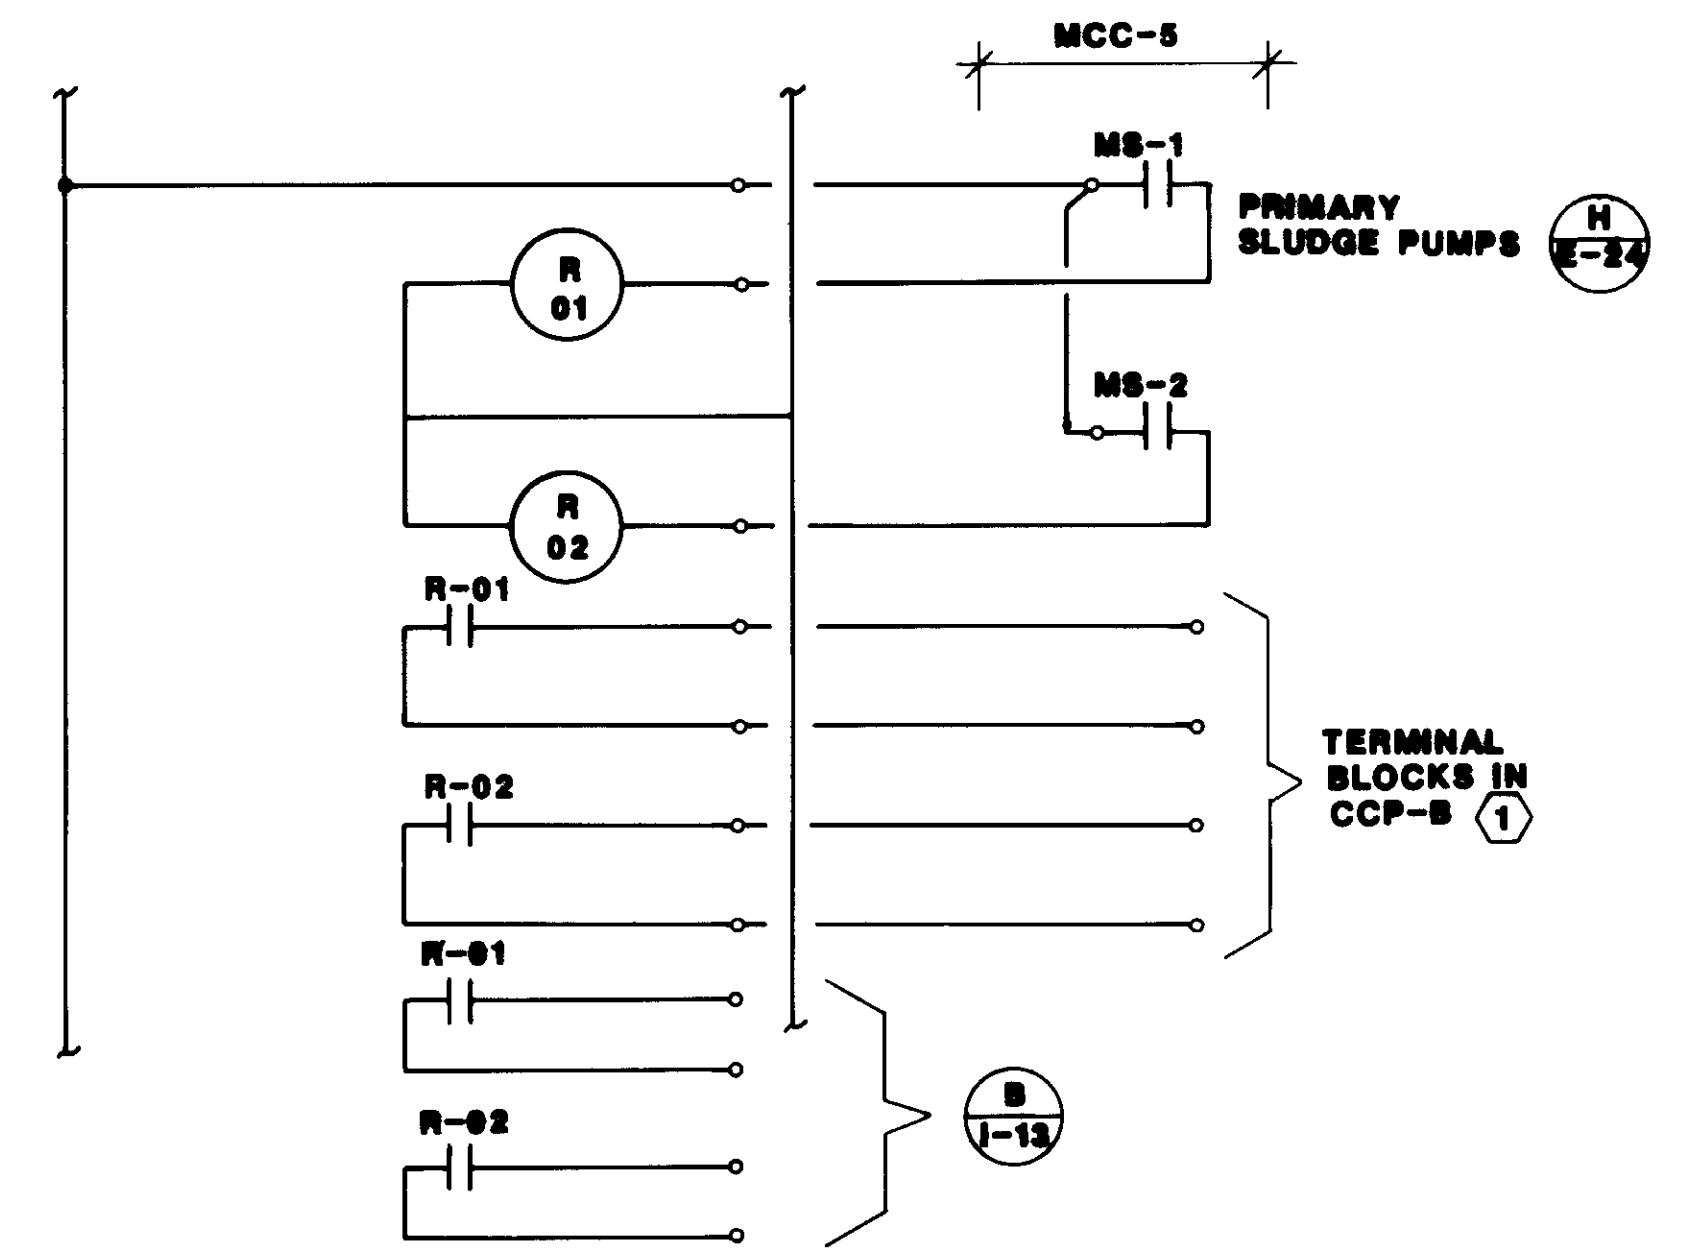 MCC-5
MS-1
PRIMARY
SLUDGE PUMPS
H
E-24
R
01
MS-2
R
02
R-01
TERMINAL
BLOCKS IN
CCP-B 1
R-02
R-01
B
I-13
R-02